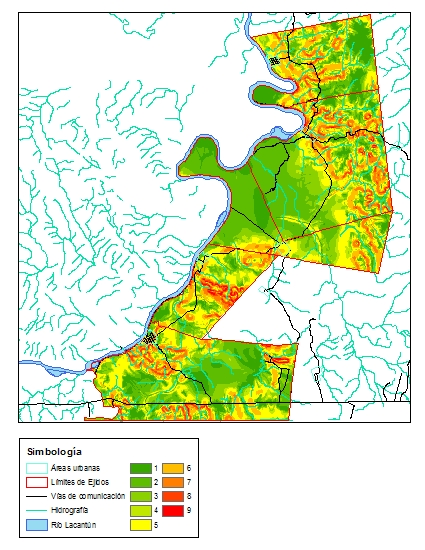 Simbología
Áreas urbanas
Límites de Ejidos
Vías de comunicación
Hidrografía
Río Lacantún
1
2
3
4
5
6
7
8
9